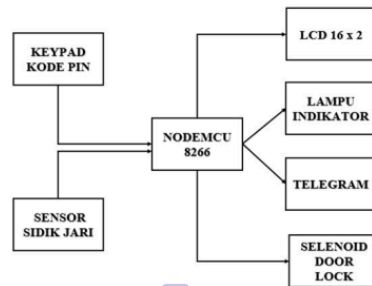 KEYPAD
KODE PIN
SENSOR
SIDIK JARI
NODEMCU
8266
LCD 16 x 2
LAMPU
INDIKATOR
TELEGRAM
SELENOID
DOOR
LOCK